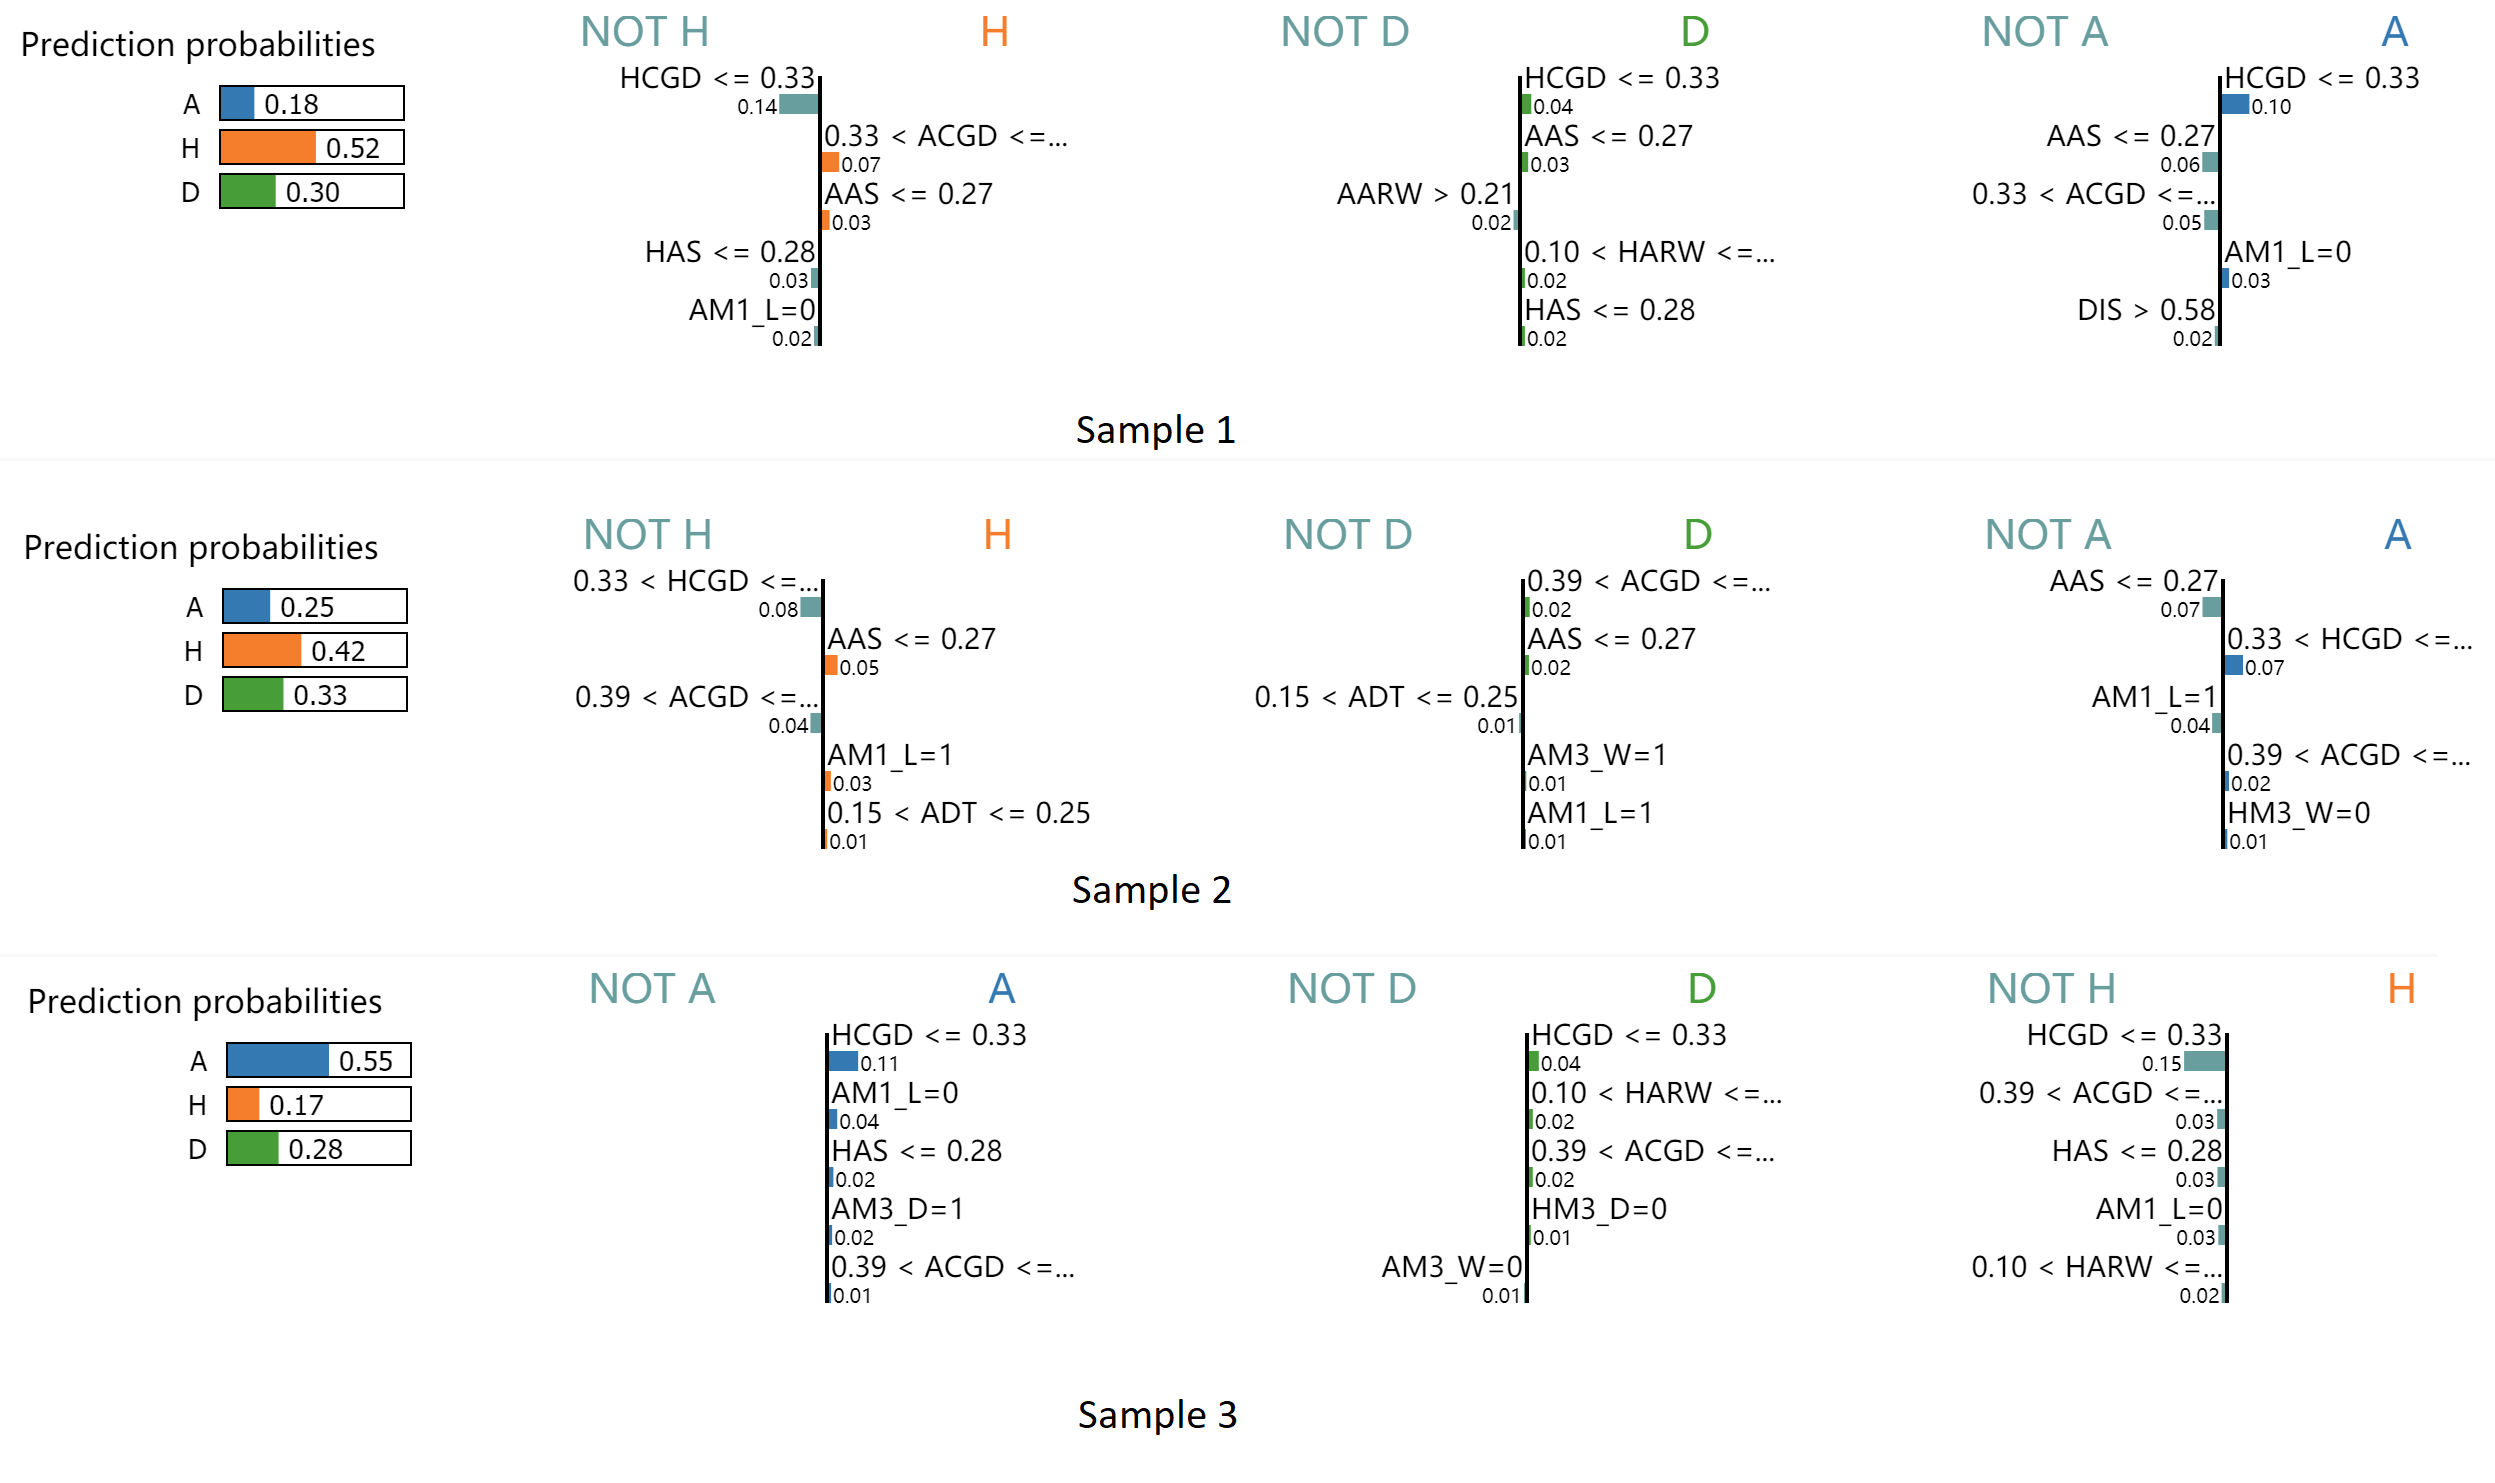 Prediction probabilities
A 0.18
H 0.52
D 0.30
NOT H H
HCGD <= 0.33
0.14
0.33 < ACGD <=...
0.07
AAS <= 0.27
0.03
HAS <= 0.28
0.03
AM1_L=0
0.02
NOT D D
HCGD <= 0.33
0.04
AAS <= 0.27
0.03
AARW > 0.21
0.02
0.10 < HARW <=...
0.02
HAS <= 0.28
0.02
NOT A A
HCGD <= 0.33
0.10
AAS <= 0.27
0.06
0.33 < ACGD <=...
0.05
AM1_L=0
0.03
DIS > 0.58
0.02
Sample 1
Prediction probabilities
A 0.25
H 0.42
D 0.33
NOT H H
0.33 < HCGD <=...
0.08
AAS <= 0.27
0.05
0.39 < ACGD <=...
0.04
AM1_L=1
0.03
0.15 < ADT <= 0.25
0.01
NOT D D
0.39 < ACGD <=...
0.02
AAS <= 0.27
0.02
0.15 < ADT <= 0.25
0.01
AM3_W=1
0.01
AM1_L=1
0.01
NOT A A
AAS <= 0.27
0.07
0.33 < HCGD <=...
0.07
AM1_L=1
0.04
0.39 < ACGD <=...
0.02
HM3_W=0
0.01
Sample 2
Prediction probabilities
A 0.55
H 0.17
D 0.28
NOT A A
HCGD <= 0.33
0.11
AM1_L=0
0.04
HAS <= 0.28
0.02
AM3_D=1
0.02
0.39 < ACGD <=...
0.01
NOT D D
HCGD <= 0.33
0.04
0.10 < HARW <=...
0.02
0.39 < ACGD <=...
0.02
HM3_D=0
0.01
AM3_W=0
0.01
NOT H H
HCGD <= 0.33
0.15
0.39 < ACGD <=...
0.03
HAS <= 0.28
0.03
AM1_L=0
0.03
0.10 < HARW <=...
0.02
Sample 3